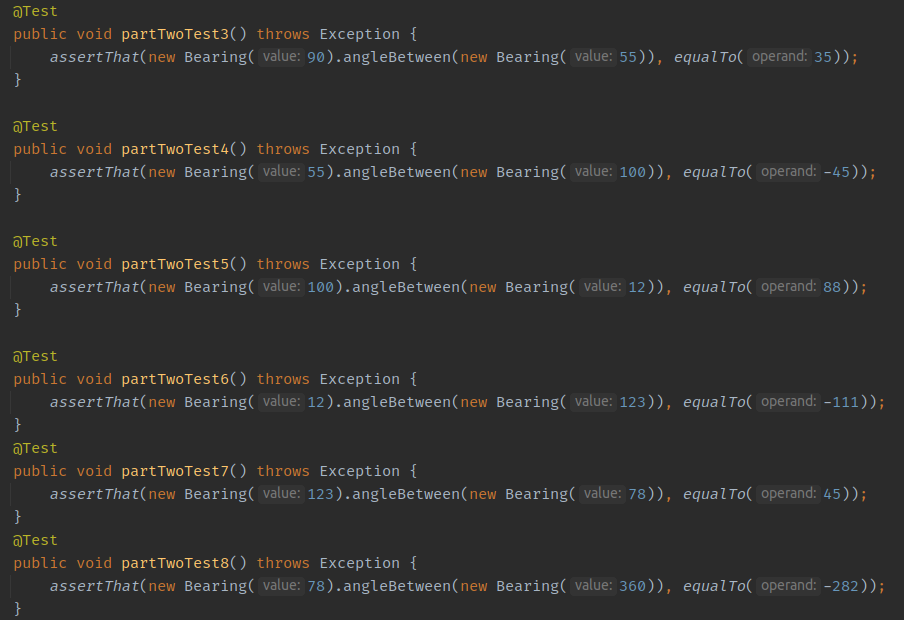 @Test
public void partTwoTest3() throws Exception {
assertThat(new Bearing( value: 90).angleBetween(new Bearing( value: 55)), equalTo( operand: 35));
}
@Test
public void partTwoTest4() throws Exception {
assertThat(new Bearing( value: 55).angleBetween(new Bearing( value: 100)), equalTo( operand: -45));
}
@Test
public void partTwoTest5() throws Exception {
assertThat(new Bearing( value: 100).angleBetween(new Bearing( value: 12)), equalTo( operand: 88));
}
@Test
public void partTwoTest6() throws Exception {
assertThat(new Bearing( value: 12).angleBetween(new Bearing( value: 123)), equalTo( operand: -111));
}
@Test
public void partTwoTest7() throws Exception {
assertThat(new Bearing( value: 123).angleBetween(new Bearing( value: 78)), equalTo( operand: 45));
}
@Test
public void partTwoTest8() throws Exception {
assertThat(new Bearing( value: 78).angleBetween(new Bearing( value: 360)), equalTo( operand: -282));
}